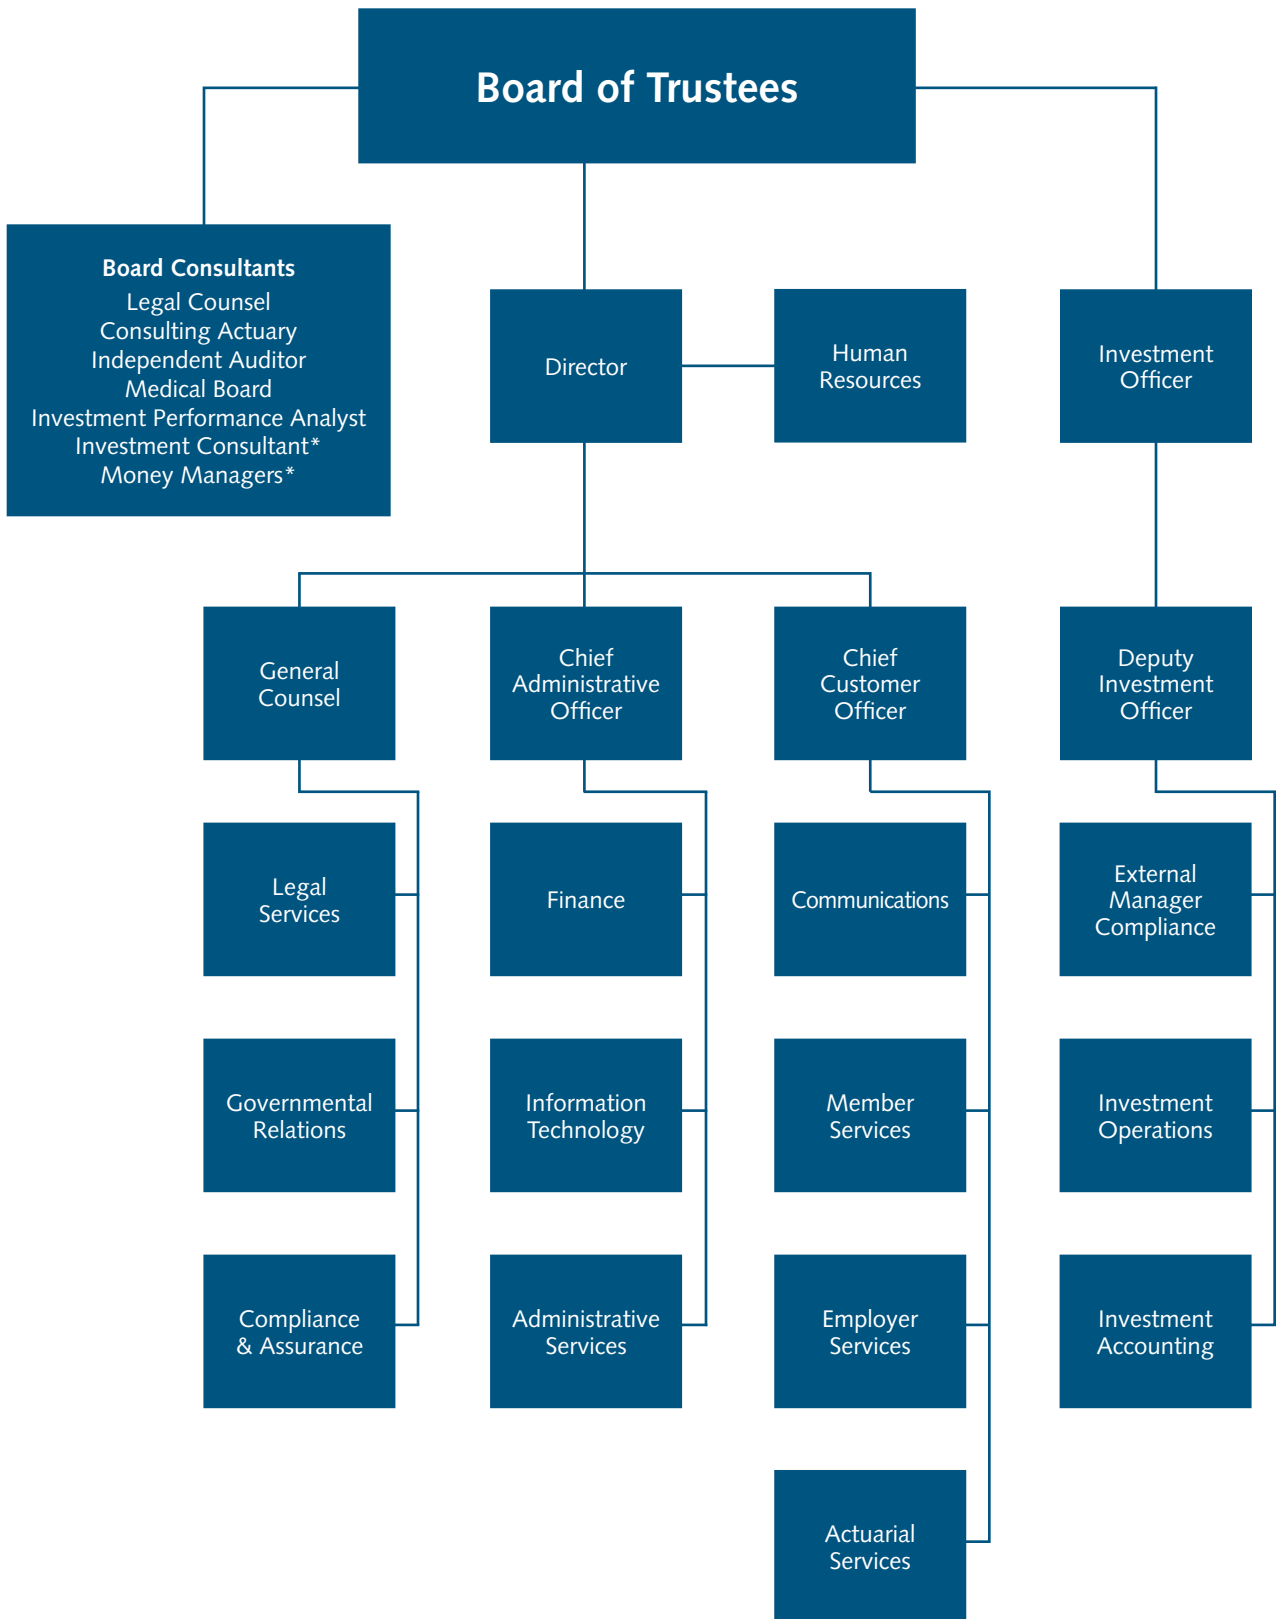 Board of Trustees
Board Consultants
Legal Counsel
Consulting Actuary
Independent Auditor
Medical Board
Investment Performance Analyst
Investment Consultant*
Money Managers*
Director
Human
Resources
Investment
Officer
General
Counsel
Chief
Administrative
Officer
Chief
Customer
Officer
Deputy
Investment
Officer
Legal
Services
Finance
Communications
External
Manager
Compliance
Governmental
Relations
Information
Technology
Member
Services
Investment
Operations
Compliance
& Assurance
Administrative
Services
Employer
Services
Investment
Accounting
Actuarial
Services